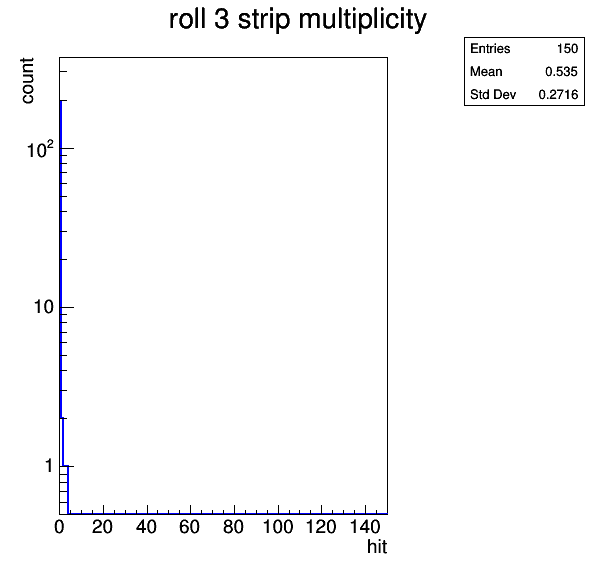 roll 3 strip multiplicity
Entries 150
Mean 0.535
Std Dev 0.2716
count
10²
10
1
0 20 40 60 80 100 120 140
hit